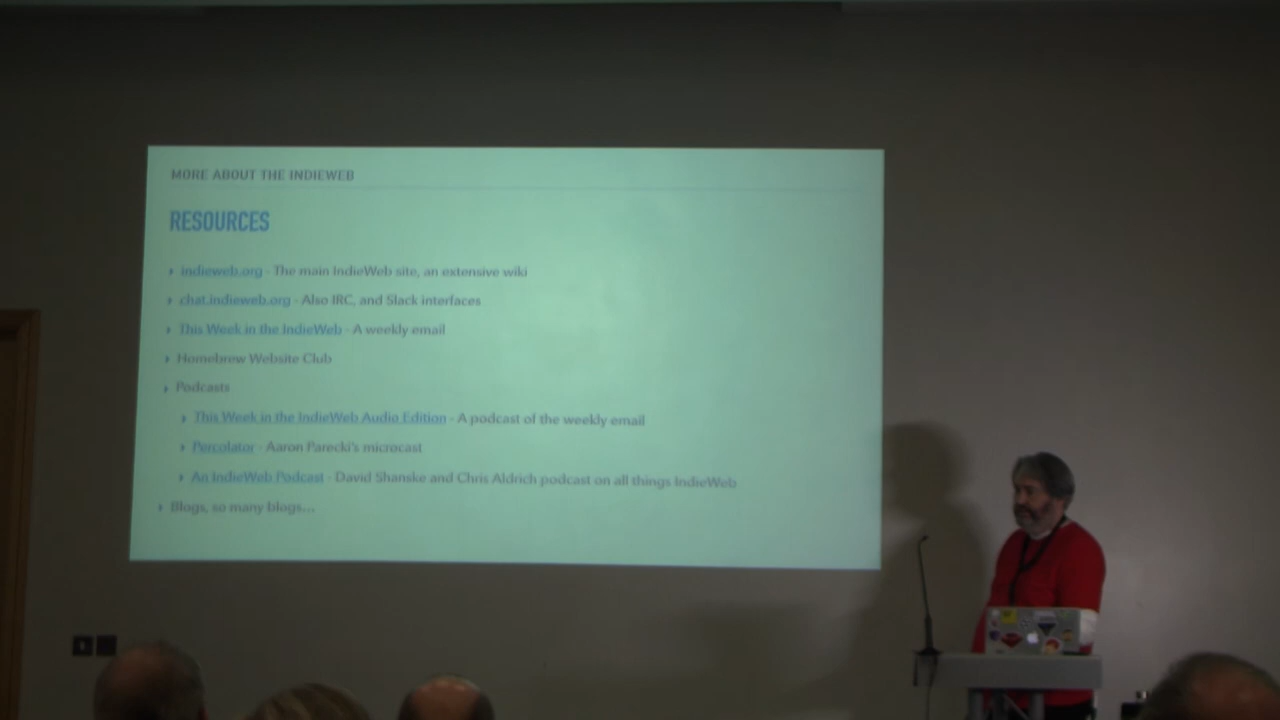 MORE ABOUT THE INDIEWEB
RESOURCES
indieweb.org - The main IndieWeb site, an extensive wiki
chat.indieweb.org - Also IRC, and Slack interfaces
This Week in the IndieWeb - A weekly email
Homebrew Website Club
Podcasts
This Week in the IndieWeb Audio Edition - A podcast of the weekly email
Percolator - Aaron Parecki's microcast
An IndieWeb Podcast - David Shanske and Chris Aldrich podcast on all things IndieWeb
Blogs, so many blogs...